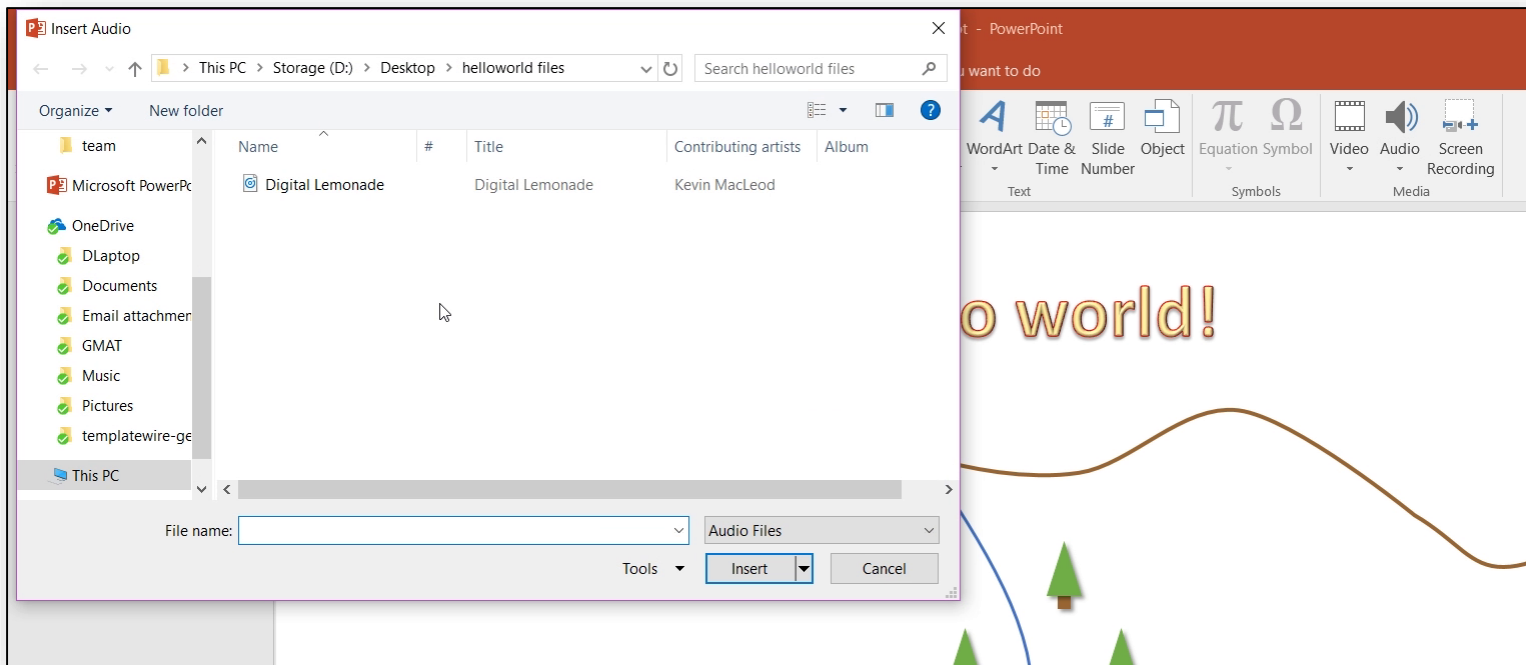 Insert Audio
This PC > Storage (D:) > Desktop > helloworld files
Search helloworld files
Organize
New folder
?
team
Microsoft PowerPo
OneDrive
DLaptop
Documents
Email attachmen
GMAT
Music
Pictures
templatewire-ge
This PC
Name # Title Contributing artists Album
Digital Lemonade Digital Lemonade Kevin MacLeod
File name:
Audio Files
Tools
Insert
Cancel
t - PowerPoint
u want to do
WordArt
Date &
Time
Slide
Number
Object
Text
π
Equation
Ω
Symbol
Symbols
Video
Audio
Screen
Recording
Media
o world!